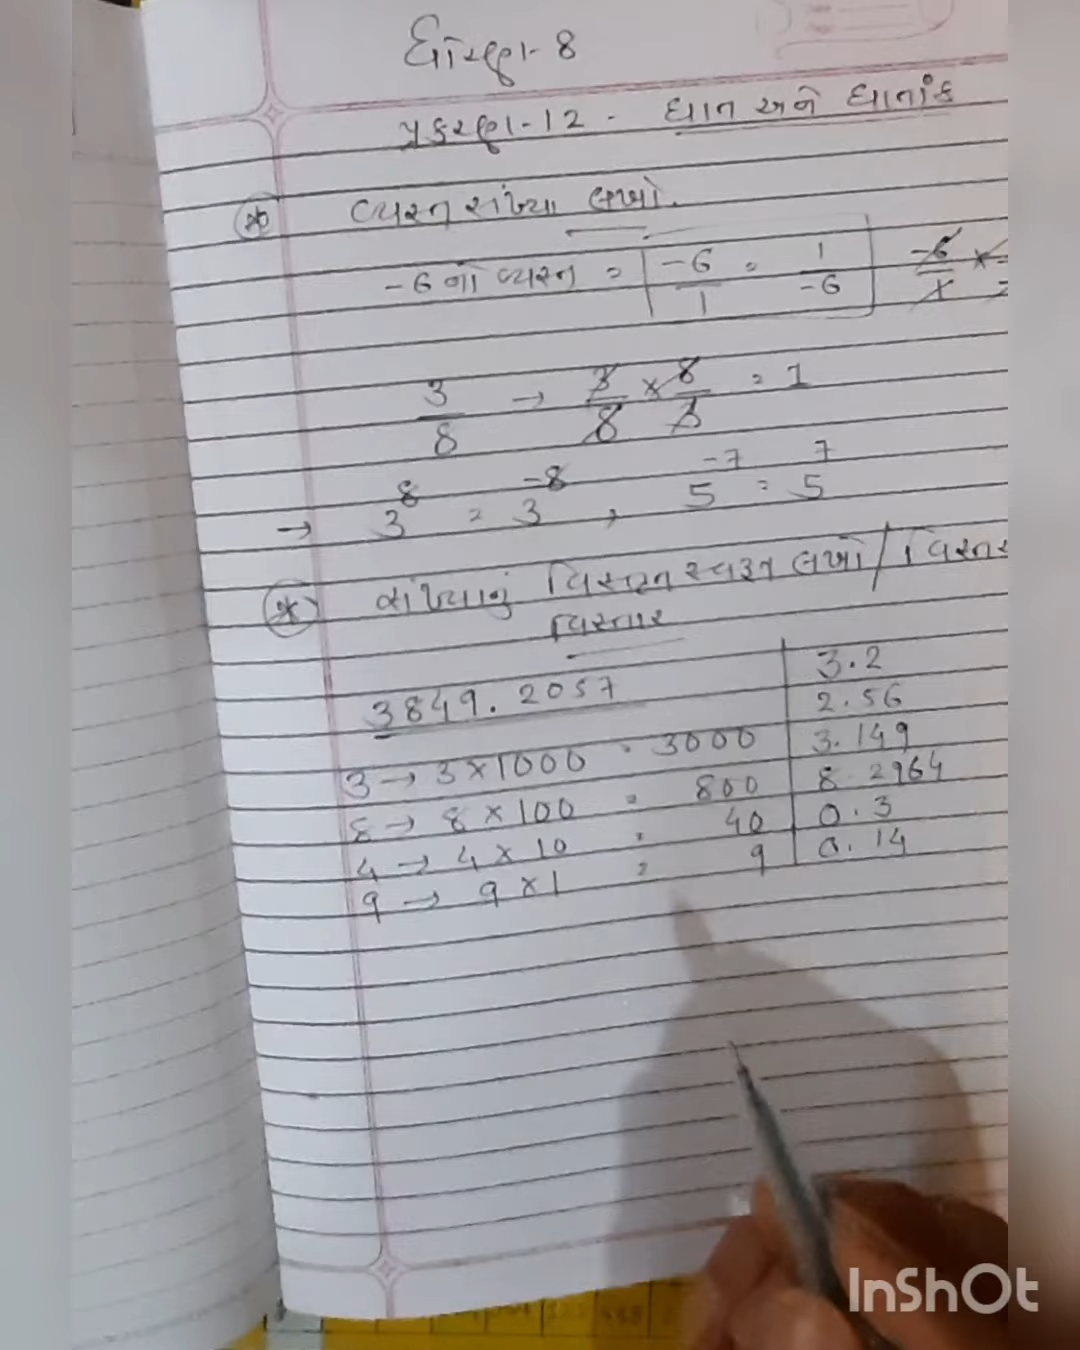 ધોરણ-8
પ્રકરણ-12 - ઘાત અને ઘાતાંક
* વ્યસ્ત સંખ્યા લખો.
-6 નો વ્યસ્ત = -6/1 = 1/-6 -6/1 ×
3/8 → 3/8 × 8/3 = 1
→ 3^8 = 3^-8 , 5^-7 = 5^7
* સંખ્યાનું વિસ્તૃત સ્વરૂપ લખો/
વિસ્તાર
3849.2057
3 → 3×1000 = 3000
8 → 8×100 = 800
4 → 4×10 = 40
9 → 9×1 = 9
3.2
2.56
3.149
8.2964
0.3
0.14
InShOt